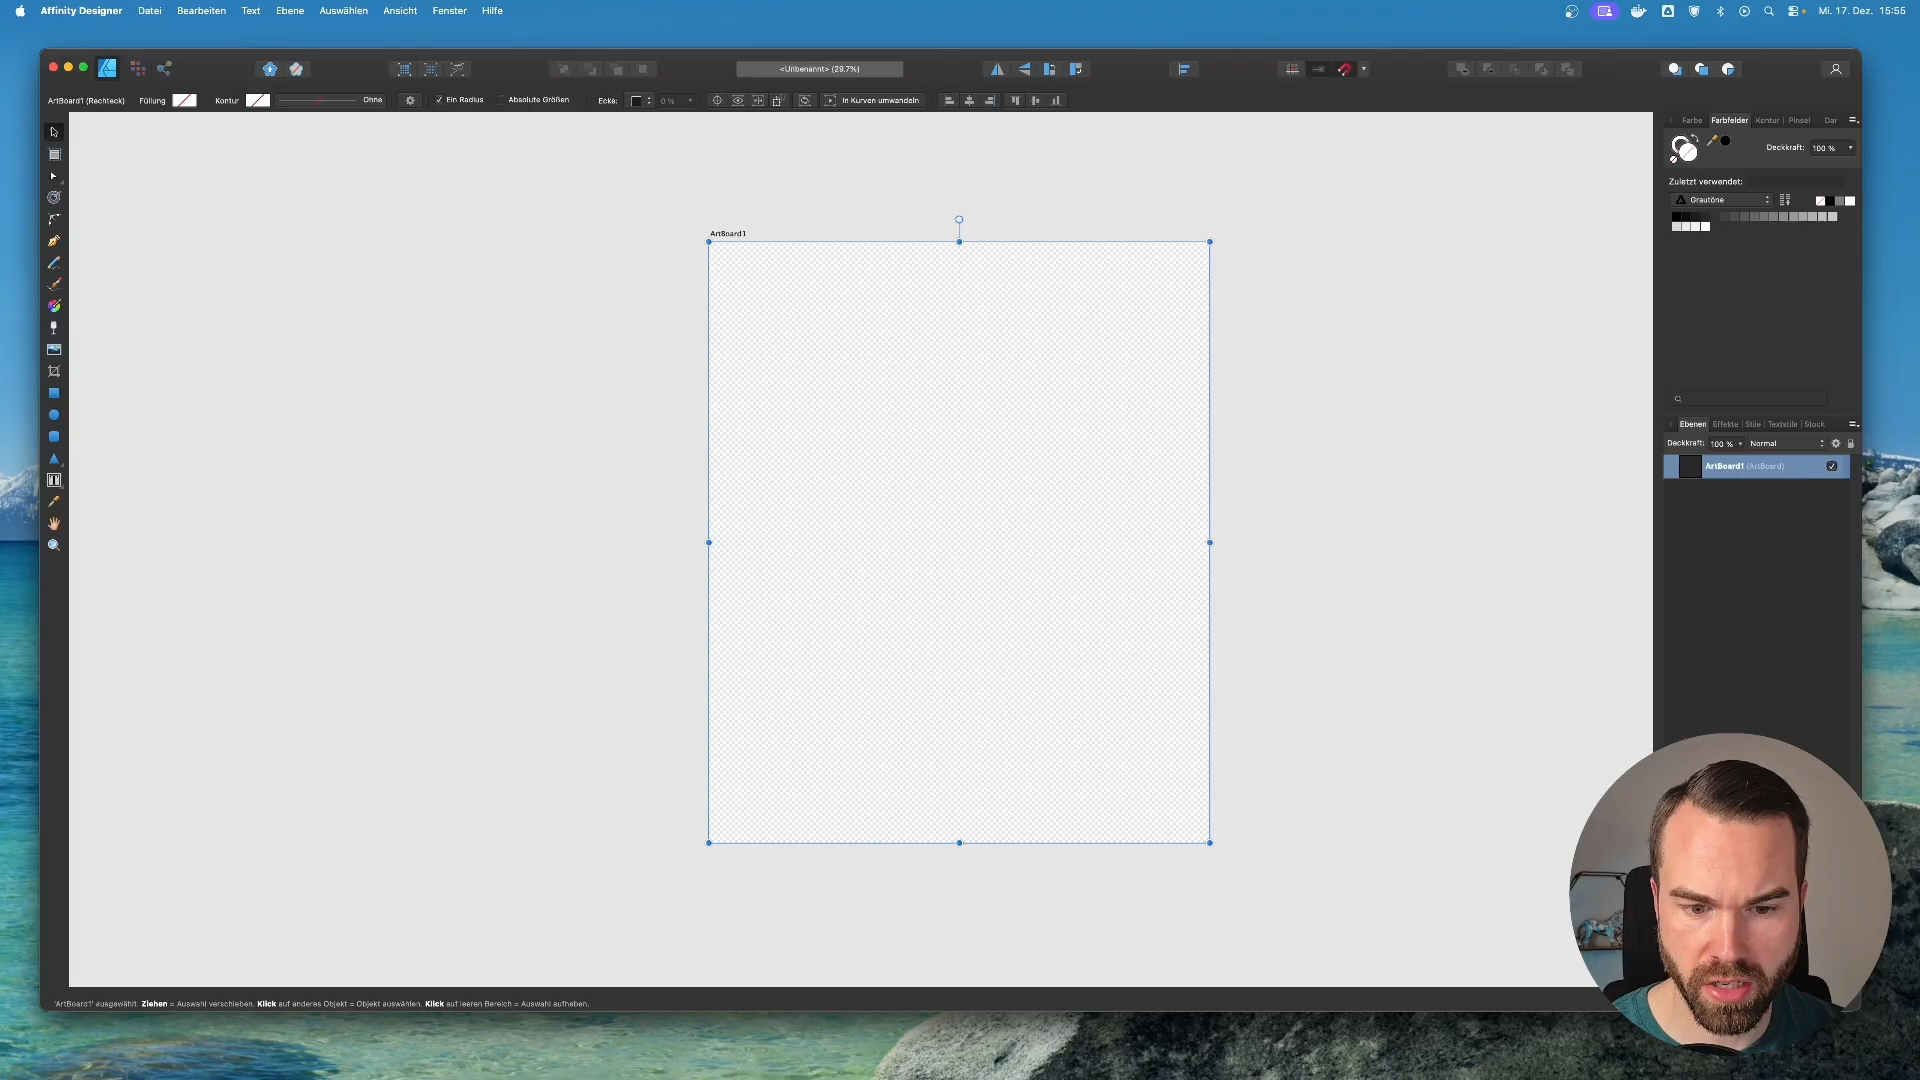 Affinity Designer Datei Bearbeiten Text Ebene Auswählen Ansicht Fenster Hilfe Mi. 17. Dez. 15:55
<Unbenannt> (29.7%)
ArtBoard1 (Rechteck) Füllung Kontur Ohne Ein Radius Absolute Größen Ecke: 0 % In Kurven umwandeln
Farbe Farbfelder Kontur Pinsel Dar
Deckkraft: 100 %
Zuletzt verwendet:
Grautöne
ArtBoard1
Ebenen Effekte Stile Textstile Stock
Deckkraft: 100 % Normal
ArtBoard1 (ArtBoard)
'ArtBoard1' ausgewählt. Ziehen = Auswahl verschieben. Klick auf anderes Objekt = Objekt auswählen. Klick auf leeren Bereich = Auswahl aufheben.